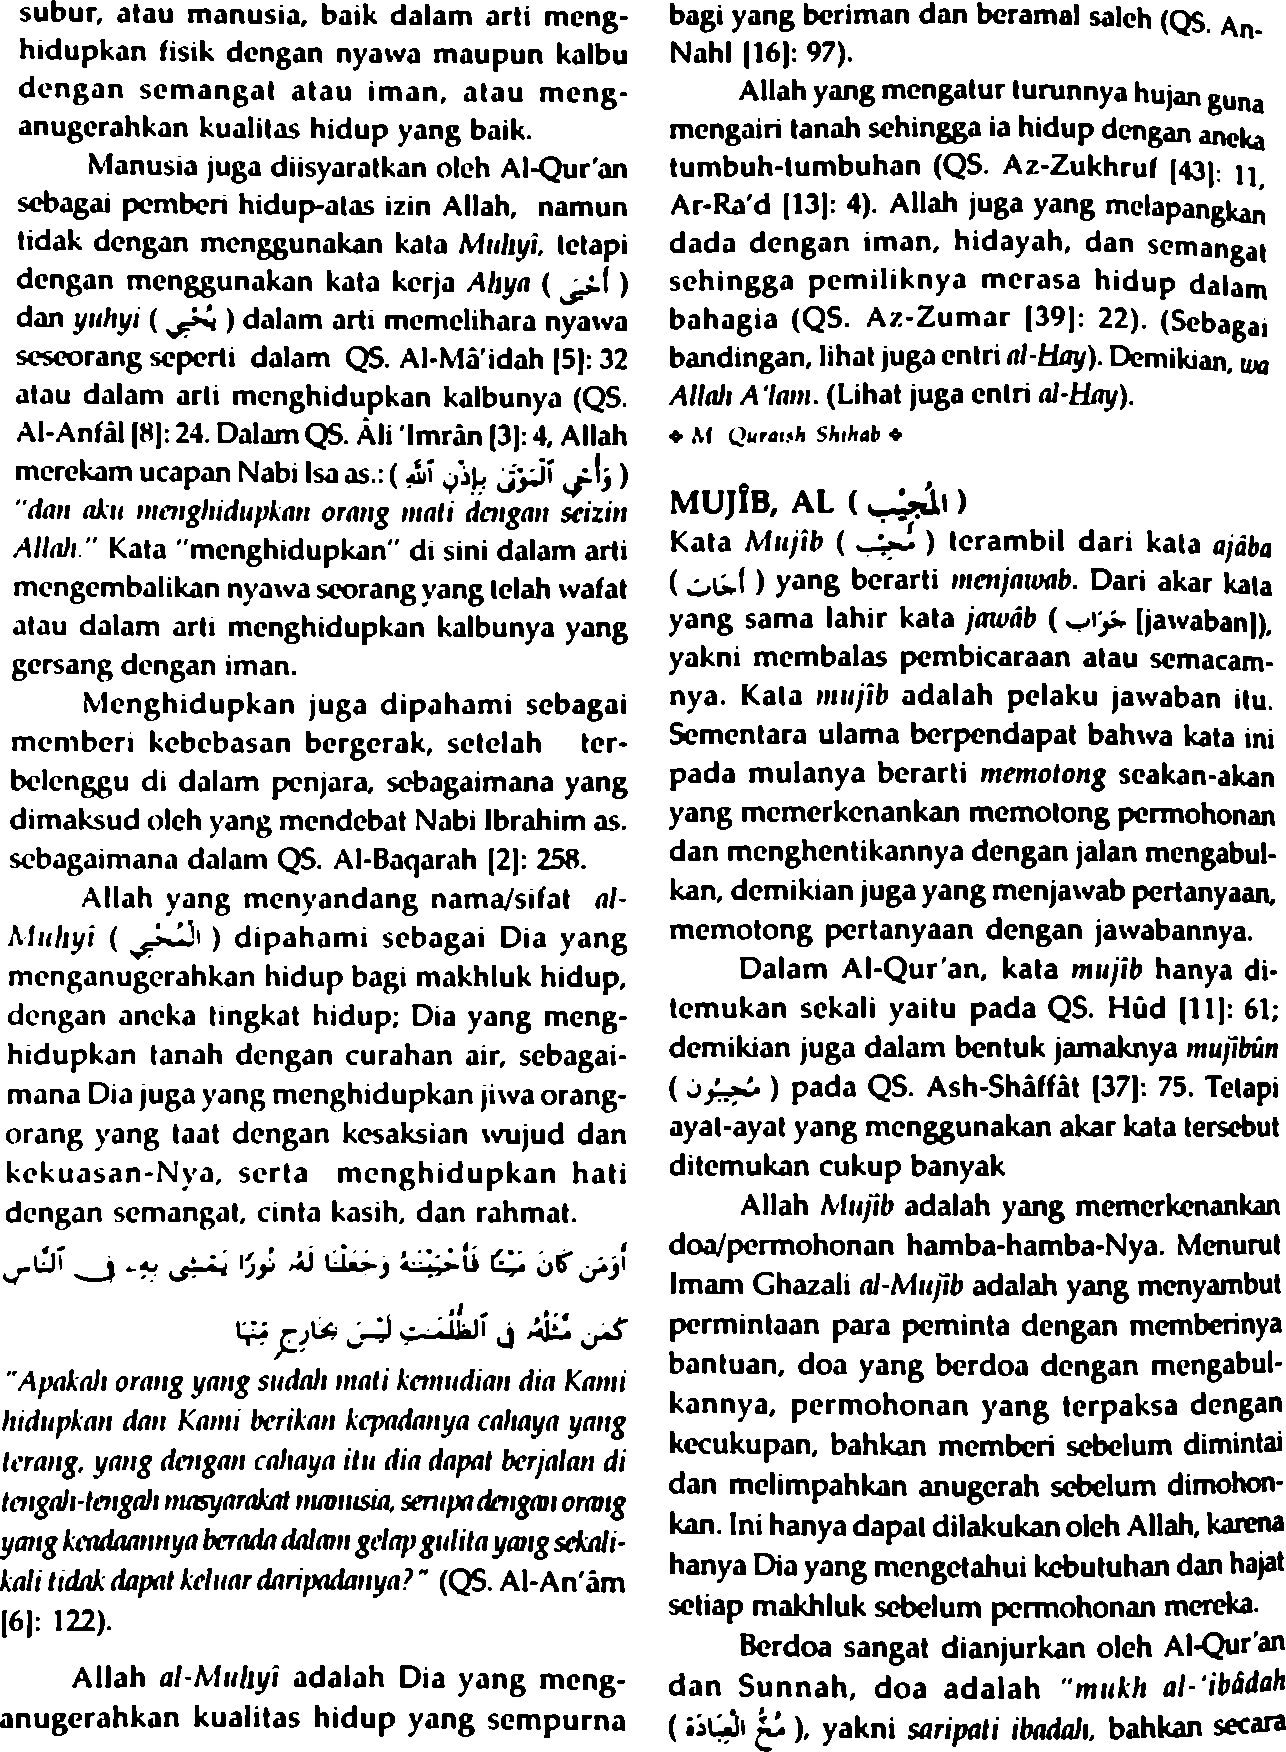 subur, atau manusia, baik dalam arti meng-
hidupkan fisik dengan nyawa maupun kalbu
dengan semangat atau iman, atau meng-
anugerahkan kualitas hidup yang baik.
Manusia juga diisyaratkan oleh Al-Qur'an
sebagai pemberi hidup-atas izin Allah, namun
tidak dengan menggunakan kata Muhyî, tetapi
dengan menggunakan kata kerja Ahya ( أَحْيَى )
dan yuhyi ( يُحْيِي ) dalam arti memelihara nyawa
seseorang seperti dalam QS. Al-Mâ'idah [5]: 32
atau dalam arti menghidupkan kalbunya (QS.
Al-Anfâl [8]: 24. Dalam QS. Âli 'Imrân [3]: 4, Allah
merekam ucapan Nabi Isa as.: ( وَأُحْيِ ٱلْمَوْتَىٰ بِإِذْنِ ٱللَّهِ )
"dan aku menghidupkan orang mati dengan seizin
Allah." Kata "menghidupkan" di sini dalam arti
mengembalikan nyawa seorang yang telah wafat
atau dalam arti menghidupkan kalbunya yang
gersang dengan iman.
Menghidupkan juga dipahami sebagai
memberi kebebasan bergerak, setelah ter-
belenggu di dalam penjara, sebagaimana yang
dimaksud oleh yang mendebat Nabi Ibrahim as.
sebagaimana dalam QS. Al-Baqarah [2]: 258.
Allah yang menyandang nama/sifat al-
Muhyî ( الْمُحْيِي ) dipahami sebagai Dia yang
menganugerahkan hidup bagi makhluk hidup,
dengan aneka tingkat hidup; Dia yang meng-
hidupkan tanah dengan curahan air, sebagai-
mana Dia juga yang menghidupkan jiwa orang-
orang yang taat dengan kesaksian wujud dan
kekuasan-Nya, serta menghidupkan hati
dengan semangat, cinta kasih, dan rahmat.
أَوَمَن كَانَ مَيْتًا فَأَحْيَيْنَٰهُ وَجَعَلْنَا لَهُۥ نُورًا يَمْشِى بِهِۦ فِى ٱلنَّاسِ
كَمَن مَّثَلُهُۥ فِى ٱلظُّلُمَٰتِ لَيْسَ بِخَارِجٍ مِّنْهَا
"Apakah orang yang sudah mati kemudian dia Kami
hidupkan dan Kami berikan kepadanya cahaya yang
terang, yang dengan cahaya itu dia dapat berjalan di
tengah-tengah masyarakat manusia, serupa dengan orang
yang keadaannya berada dalam gelap gulita yang sekali-
kali tidak dapat keluar daripadanya?" (QS. Al-An'âm
[6]: 122).
Allah al-Muhyî adalah Dia yang meng-
anugerahkan kualitas hidup yang sempurna
bagi yang beriman dan beramal saleh (QS. An-
Nahl [16]: 97).
Allah yang mengatur turunnya hujan guna
mengairi tanah sehingga ia hidup dengan aneka
tumbuh-tumbuhan (QS. Az-Zukhruf [43]: 11,
Ar-Ra'd [13]: 4). Allah juga yang melapangkan
dada dengan iman, hidayah, dan semangat
sehingga pemiliknya merasa hidup dalam
bahagia (QS. Az-Zumar [39]: 22). (Sebagai
bandingan, lihat juga entri al-Hay). Demikian, wa
Allah A'lam. (Lihat juga entri al-Hay).
✦ M Quraish Shihab ✦
MUJÎB, AL ( الْمُجِيْب )
Kata Mujîb ( مُجِيْب ) terambil dari kata ajâba
( أَجَابَ ) yang berarti menjawab. Dari akar kata
yang sama lahir kata jawâb ( جَوَاب [jawaban]),
yakni membalas pembicaraan atau semacam-
nya. Kata mujîb adalah pelaku jawaban itu.
Sementara ulama berpendapat bahwa kata ini
pada mulanya berarti memotong seakan-akan
yang memerkenankan memotong permohonan
dan menghentikannya dengan jalan mengabul-
kan, demikian juga yang menjawab pertanyaan,
memotong pertanyaan dengan jawabannya.
Dalam Al-Qur'an, kata mujîb hanya di-
temukan sekali yaitu pada QS. Hûd [11]: 61;
demikian juga dalam bentuk jamaknya mujîbûn
( مُجِيْبُوْن ) pada QS. Ash-Shâffât [37]: 75. Tetapi
ayat-ayat yang menggunakan akar kata tersebut
ditemukan cukup banyak
Allah Mujîb adalah yang memerkenankan
doa/permohonan hamba-hamba-Nya. Menurut
Imam Ghazali al-Mujîb adalah yang menyambut
permintaan para peminta dengan memberinya
bantuan, doa yang berdoa dengan mengabul-
kannya, permohonan yang terpaksa dengan
kecukupan, bahkan memberi sebelum dimintai
dan melimpahkan anugerah sebelum dimohon-
kan. Ini hanya dapat dilakukan oleh Allah, karena
hanya Dia yang mengetahui kebutuhan dan hajat
setiap makhluk sebelum permohonan mereka.
Berdoa sangat dianjurkan oleh Al-Qur'an
dan Sunnah, doa adalah "mukh al-'ibâdah
( مُخُّ الْعِبَادَة ), yakni saripati ibadah, bahkan secara